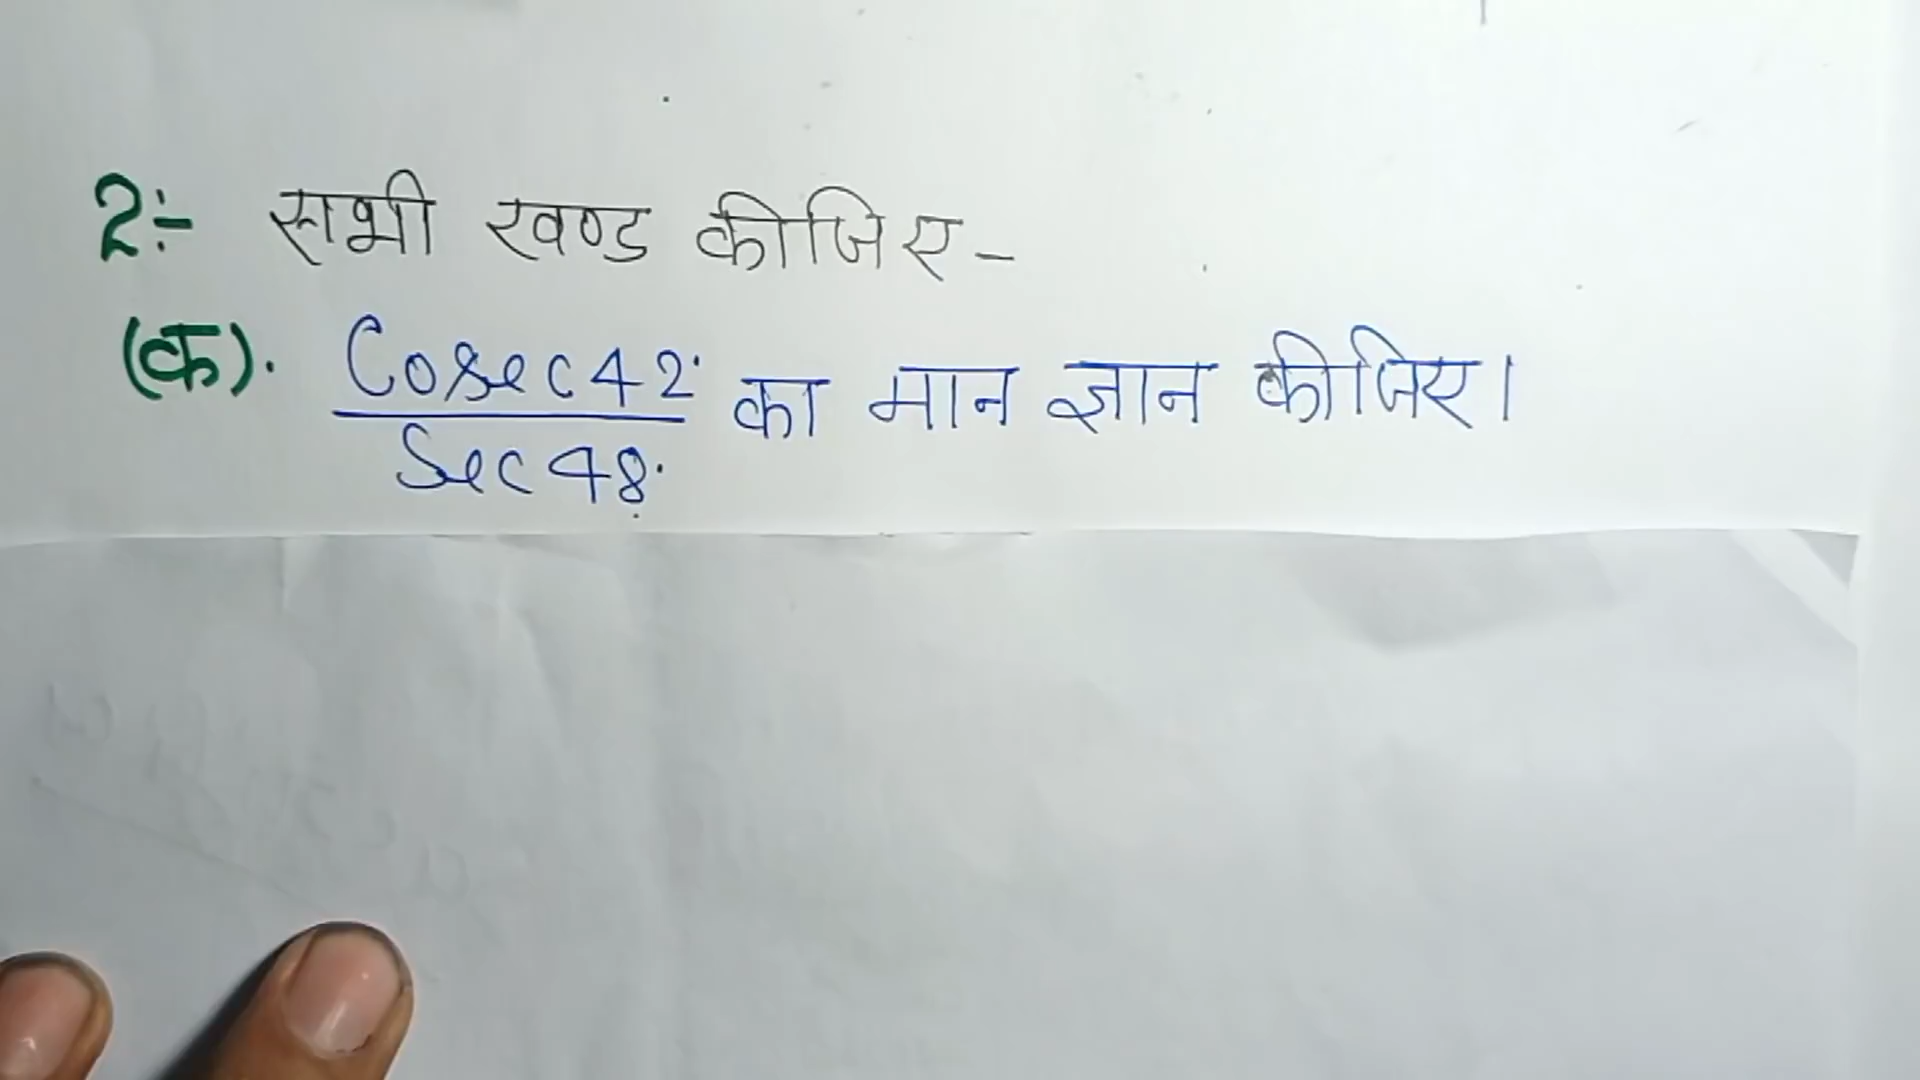 2:- सभी खण्ड कीजिए-
(क). Cosec42°
Sec48° का मान ज्ञान कीजिए।